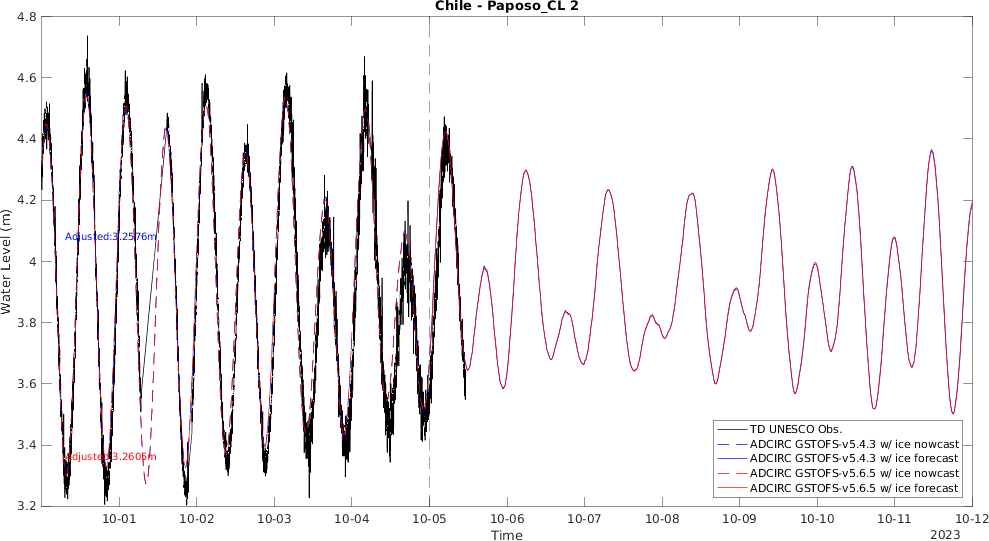 Chile - Paposo_CL 2
4.8
4.6
4.4
4.2
4
3.8
3.6
3.4
3.2
Water Level (m)
Adjusted:3.2576m
Adjusted:3.2605m
TD UNESCO Obs.
ADCIRC GSTOFS-v5.4.3 w/ ice nowcast
ADCIRC GSTOFS-v5.4.3 w/ ice forecast
ADCIRC GSTOFS-v5.6.5 w/ ice nowcast
ADCIRC GSTOFS-v5.6.5 w/ ice forecast
10-01 10-02 10-03 10-04 10-05 10-06 10-07 10-08 10-09 10-10 10-11 10-12
Time
2023